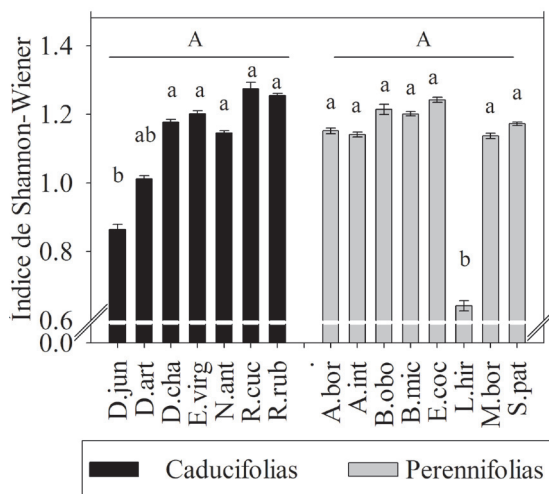 Índice de Shannon-Wiener
1.4
1.2
1.0
0.8
0.6
0.0
A
A
b
ab
a
a
a
a
a
a
a
a
a
a
b
a
a
D.jun
D.art
D.cha
E.virg
N.ant
R.cuc
R.rub
A.bor
A.int
B.obo
B.mic
E.coc
L.hir
M.bor
S.pat
Caducifolias
Perennifolias